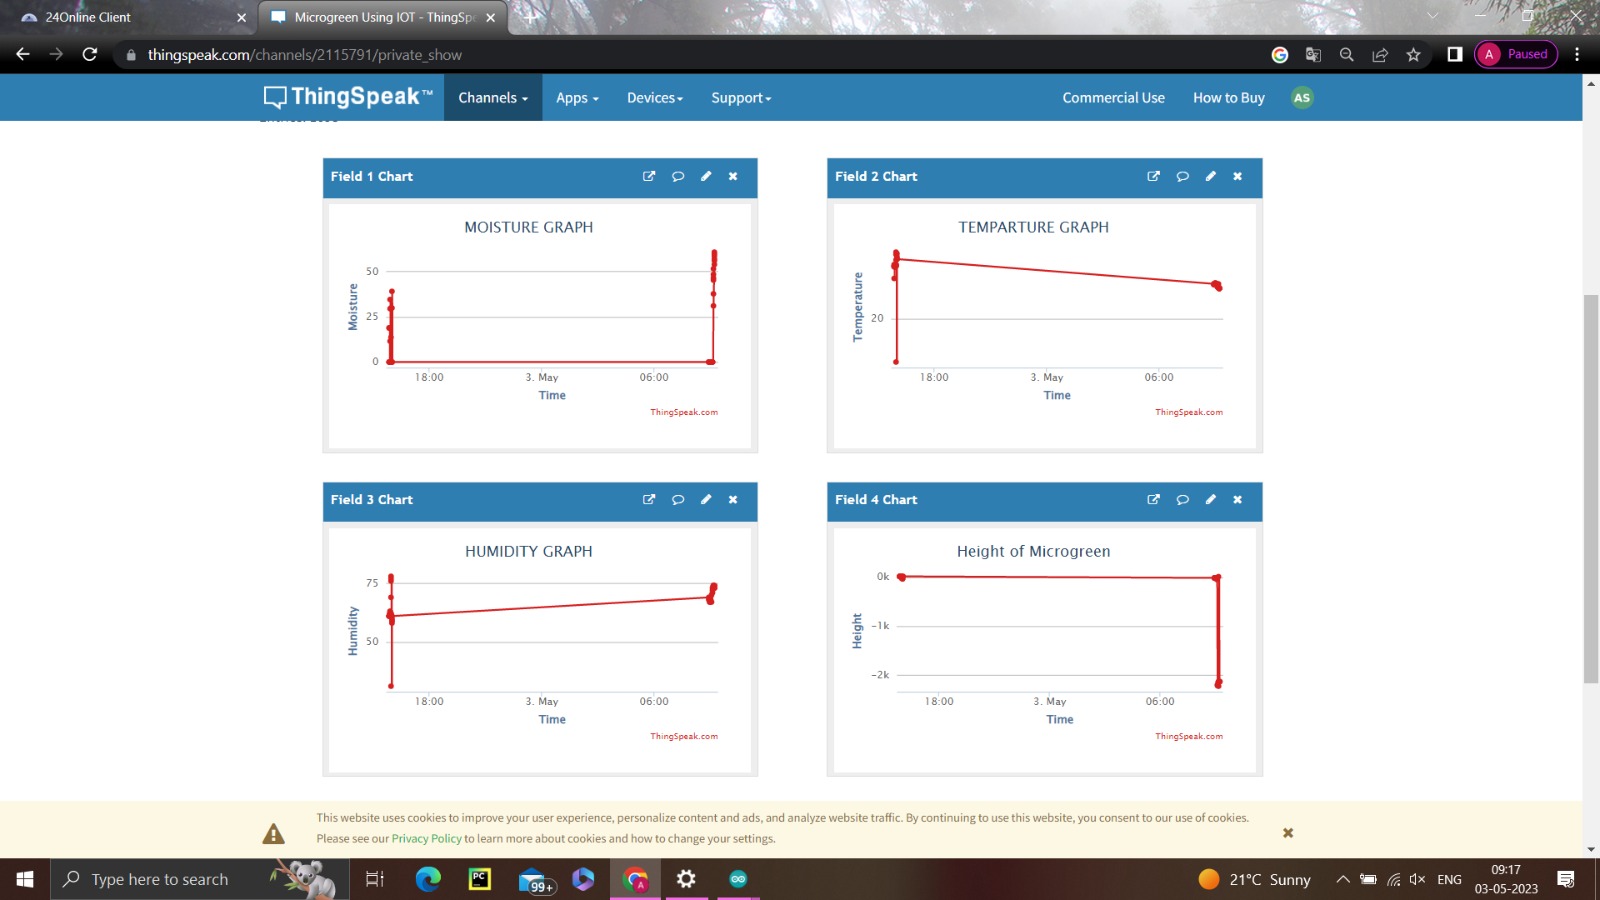 24Online Client
Microgreen Using IOT - ThingSpe
thingspeak.com/channels/2115791/private_show
A Paused
ThingSpeak™
Channels
Apps
Devices
Support
Commercial Use
How to Buy
AS
Field 1 Chart
MOISTURE GRAPH
Moisture
50
25
0
18:00 3. May 06:00
Time
ThingSpeak.com
Field 2 Chart
TEMPARTURE GRAPH
Temperature
20
18:00 3. May 06:00
Time
ThingSpeak.com
Field 3 Chart
HUMIDITY GRAPH
Humidity
75
50
18:00 3. May 06:00
Time
ThingSpeak.com
Field 4 Chart
Height of Microgreen
Height
0k
-1k
-2k
18:00 3. May 06:00
Time
ThingSpeak.com
This website uses cookies to improve your user experience, personalize content and ads, and analyze website traffic. By continuing to use this website, you consent to our use of cookies.
Please see our Privacy Policy to learn more about cookies and how to change your settings.
Type here to search
PC
99+
A
21°C Sunny
ENG
09:17
03-05-2023